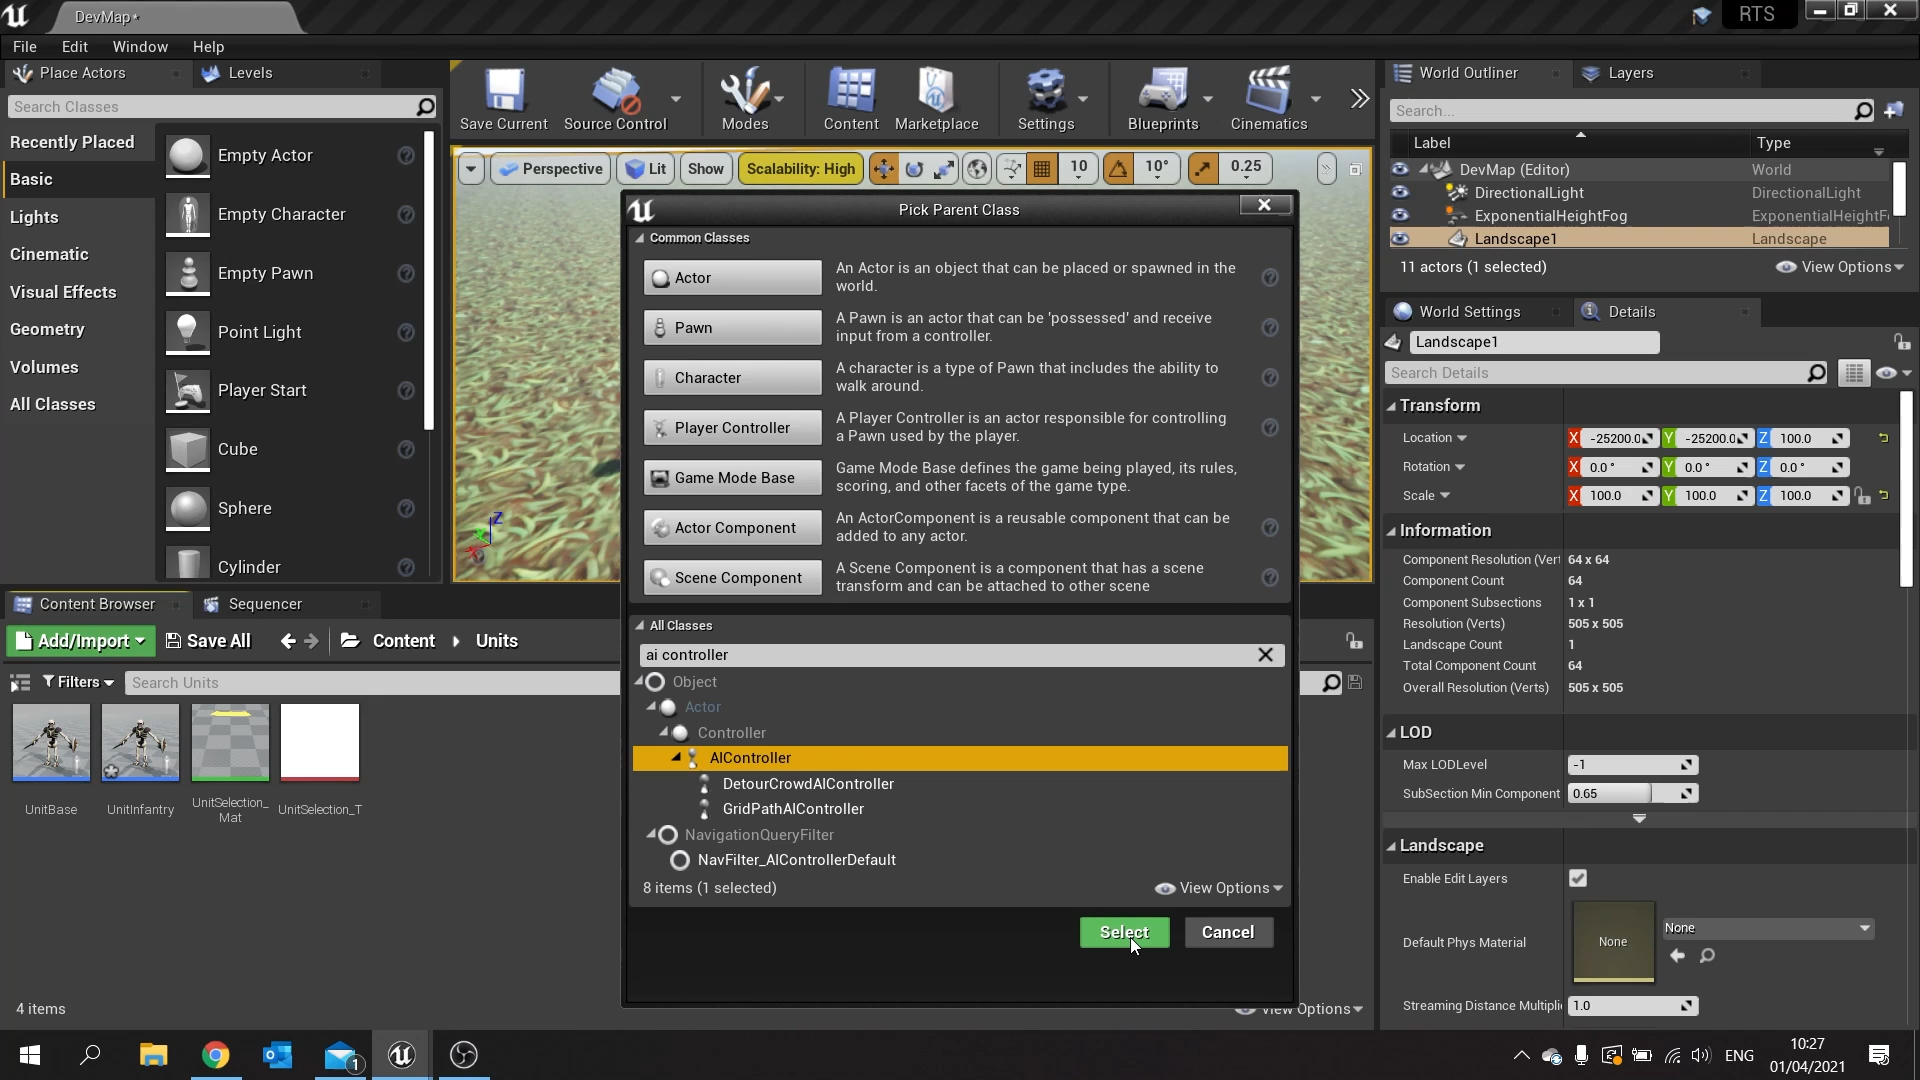 DevMap*
RTS
File
Edit
Window
Help
Place Actors
Levels
Search Classes
Recently Placed
Basic
Lights
Cinematic
Visual Effects
Geometry
Volumes
All Classes
Empty Actor
Empty Character
Empty Pawn
Point Light
Player Start
Cube
Sphere
Cylinder
Save Current
Source Control
Modes
Content
Marketplace
Settings
Blueprints
Cinematics
Perspective
Lit
Show
Scalability: High
10
10°
0.25
Z
Pick Parent Class
Common Classes
Actor
An Actor is an object that can be placed or spawned in the
world.
Pawn
A Pawn is an actor that can be 'possessed' and receive
input from a controller.
Character
A character is a type of Pawn that includes the ability to
walk around.
Player Controller
A Player Controller is an actor responsible for controlling
a Pawn used by the player.
Game Mode Base
Game Mode Base defines the game being played, its rules,
scoring, and other facets of the game type.
Actor Component
An ActorComponent is a reusable component that can be
added to any actor.
Scene Component
A Scene Component is a component that has a scene
transform and can be attached to other scene
All Classes
ai controller
Object
Actor
Controller
AIController
DetourCrowdAIController
GridPathAIController
NavigationQueryFilter
NavFilter_AIControllerDefault
8 items (1 selected)
View Options
Select
Cancel
Content Browser
Sequencer
Add/Import
Save All
Content
Units
Filters
Search Units
UnitBase
UnitInfantry
UnitSelection_
Mat
UnitSelection_T
4 items
View Options
World Outliner
Layers
Search...
Label
Type
DevMap (Editor)
World
DirectionalLight
DirectionalLight
ExponentialHeightFog
ExponentialHeightF
Landscape1
Landscape
11 actors (1 selected)
View Options
World Settings
Details
Landscape1
Search Details
Transform
Location
X -25200.0
Y -25200.0
Z 100.0
Rotation
X 0.0 °
Y 0.0 °
Z 0.0 °
Scale
X 100.0
Y 100.0
Z 100.0
Information
Component Resolution (Vert
64 x 64
Component Count
64
Component Subsections
1 x 1
Resolution (Verts)
505 x 505
Landscape Count
1
Total Component Count
64
Overall Resolution (Verts)
505 x 505
LOD
Max LODLevel
-1
SubSection Min Component
0.65
Landscape
Enable Edit Layers
Default Phys Material
None
None
Streaming Distance Multipli
1.0
1
ENG
10:27
01/04/2021